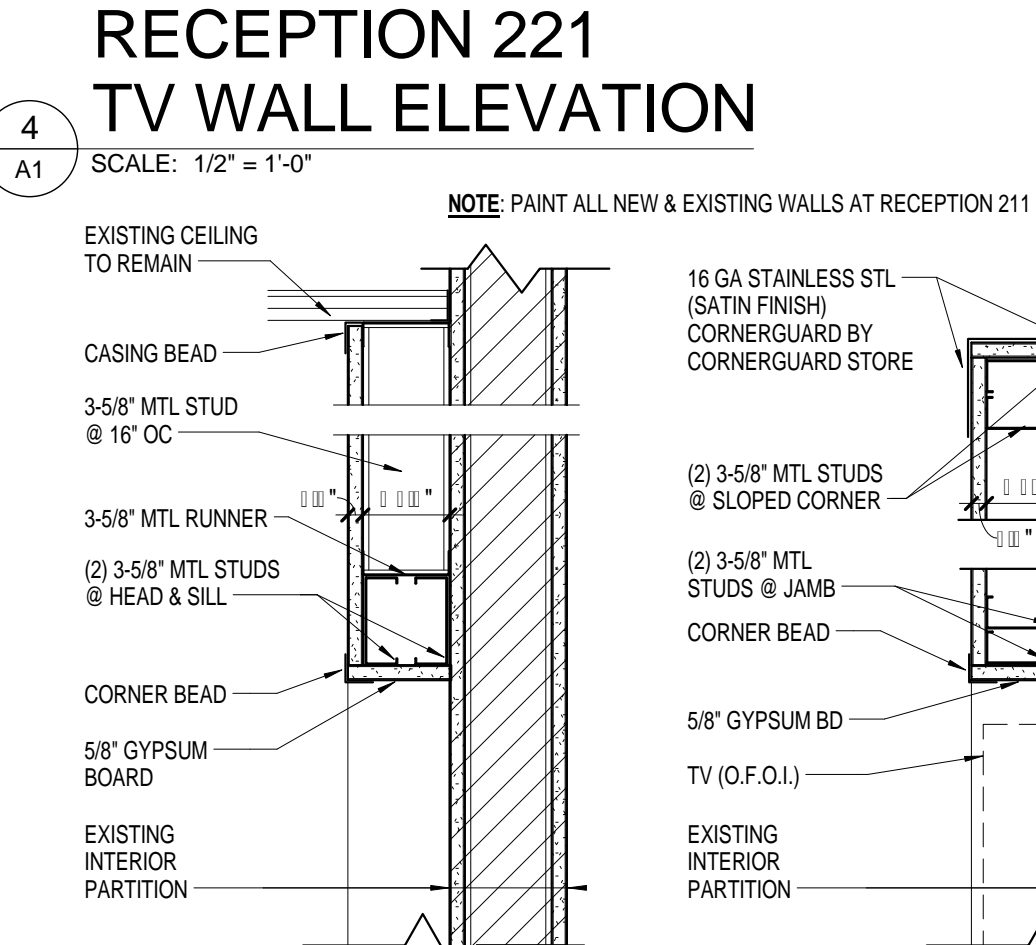 RECEPTION 221
TV WALL ELEVATION
4
A1
SCALE: 1/2" = 1'-0"
NOTE: PAINT ALL NEW & EXISTING WALLS AT RECEPTION 211
EXISTING CEILING
TO REMAIN
CASING BEAD
3-5/8" MTL STUD
@ 16" OC
3-5/8" MTL RUNNER
(2) 3-5/8" MTL STUDS
@ HEAD & SILL
CORNER BEAD
5/8" GYPSUM
BOARD
EXISTING
INTERIOR
PARTITION
16 GA STAINLESS STL
(SATIN FINISH)
CORNERGUARD BY
CORNERGUARD STORE
(2) 3-5/8" MTL STUDS
@ SLOPED CORNER
(2) 3-5/8" MTL
STUDS @ JAMB
CORNER BEAD
5/8" GYPSUM BD
TV (O.F.O.I.)
EXISTING
INTERIOR
PARTITION